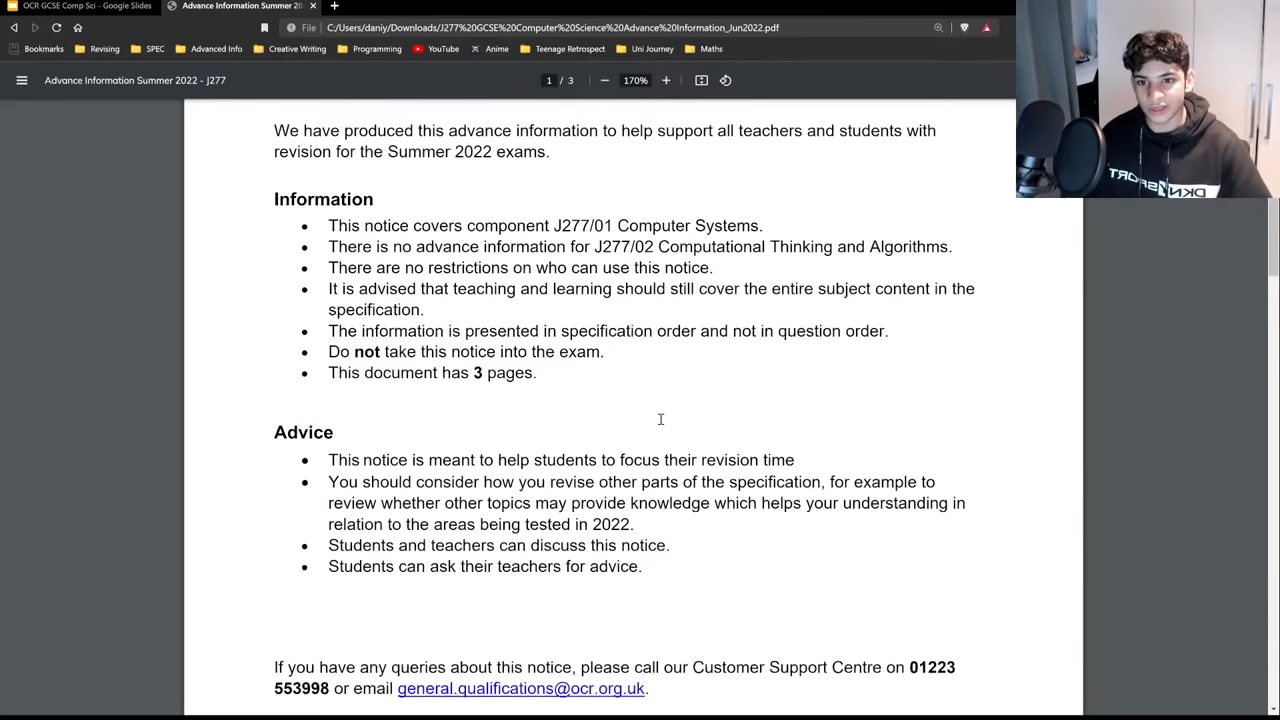 OCR GCSE Comp Sci - Google Slides
Advance Information Summer 20
File
C:/Users/daniy/Downloads/J277%20GCSE%20Computer%20Science%20Advance%20Information_Jun2022.pdf
Bookmarks Revising SPEC Advanced Info Creative Writing Programming YouTube Anime Teenage Retrospect Uni Journey Maths
Advance Information Summer 2022 - J277
1 / 3
170%
We have produced this advance information to help support all teachers and students with
revision for the Summer 2022 exams.
Information
• This notice covers component J277/01 Computer Systems.
• There is no advance information for J277/02 Computational Thinking and Algorithms.
• There are no restrictions on who can use this notice.
• It is advised that teaching and learning should still cover the entire subject content in the
specification.
• The information is presented in specification order and not in question order.
• Do not take this notice into the exam.
• This document has 3 pages.
Advice
• This notice is meant to help students to focus their revision time
• You should consider how you revise other parts of the specification, for example to
review whether other topics may provide knowledge which helps your understanding in
relation to the areas being tested in 2022.
• Students and teachers can discuss this notice.
• Students can ask their teachers for advice.
If you have any queries about this notice, please call our Customer Support Centre on 01223
553998 or email general.qualifications@ocr.org.uk.
DKNY SPORT